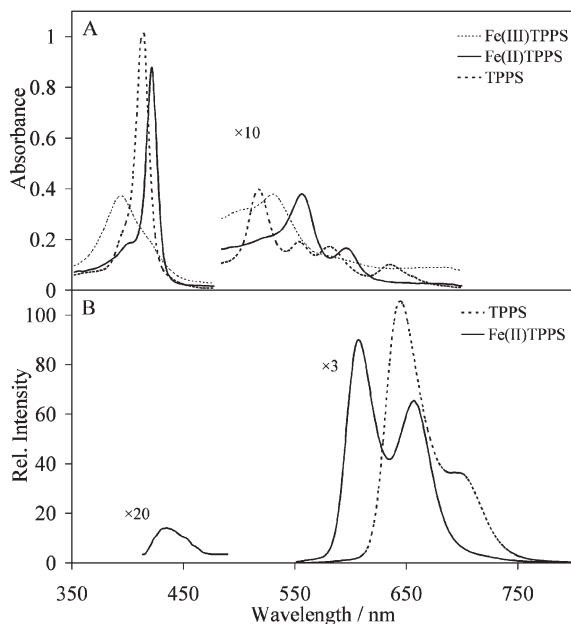 A
Fe(III)TPPS
Fe(II)TPPS
TPPS
1
0.8
0.6
0.4
0.2
0
×10
Absorbance
B
TPPS
Fe(II)TPPS
100
80
60
40
20
0
×3
×20
Rel. Intensity
350
450
550
650
750
Wavelength / nm